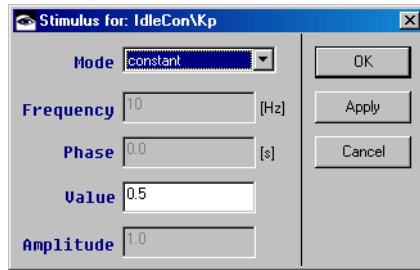 Stimulus for: IdleCon\Kp
Mode constant OK
Frequency 10 [Hz] Apply
Phase 0.0 [s] Cancel
Value 0.5
Amplitude 1.0